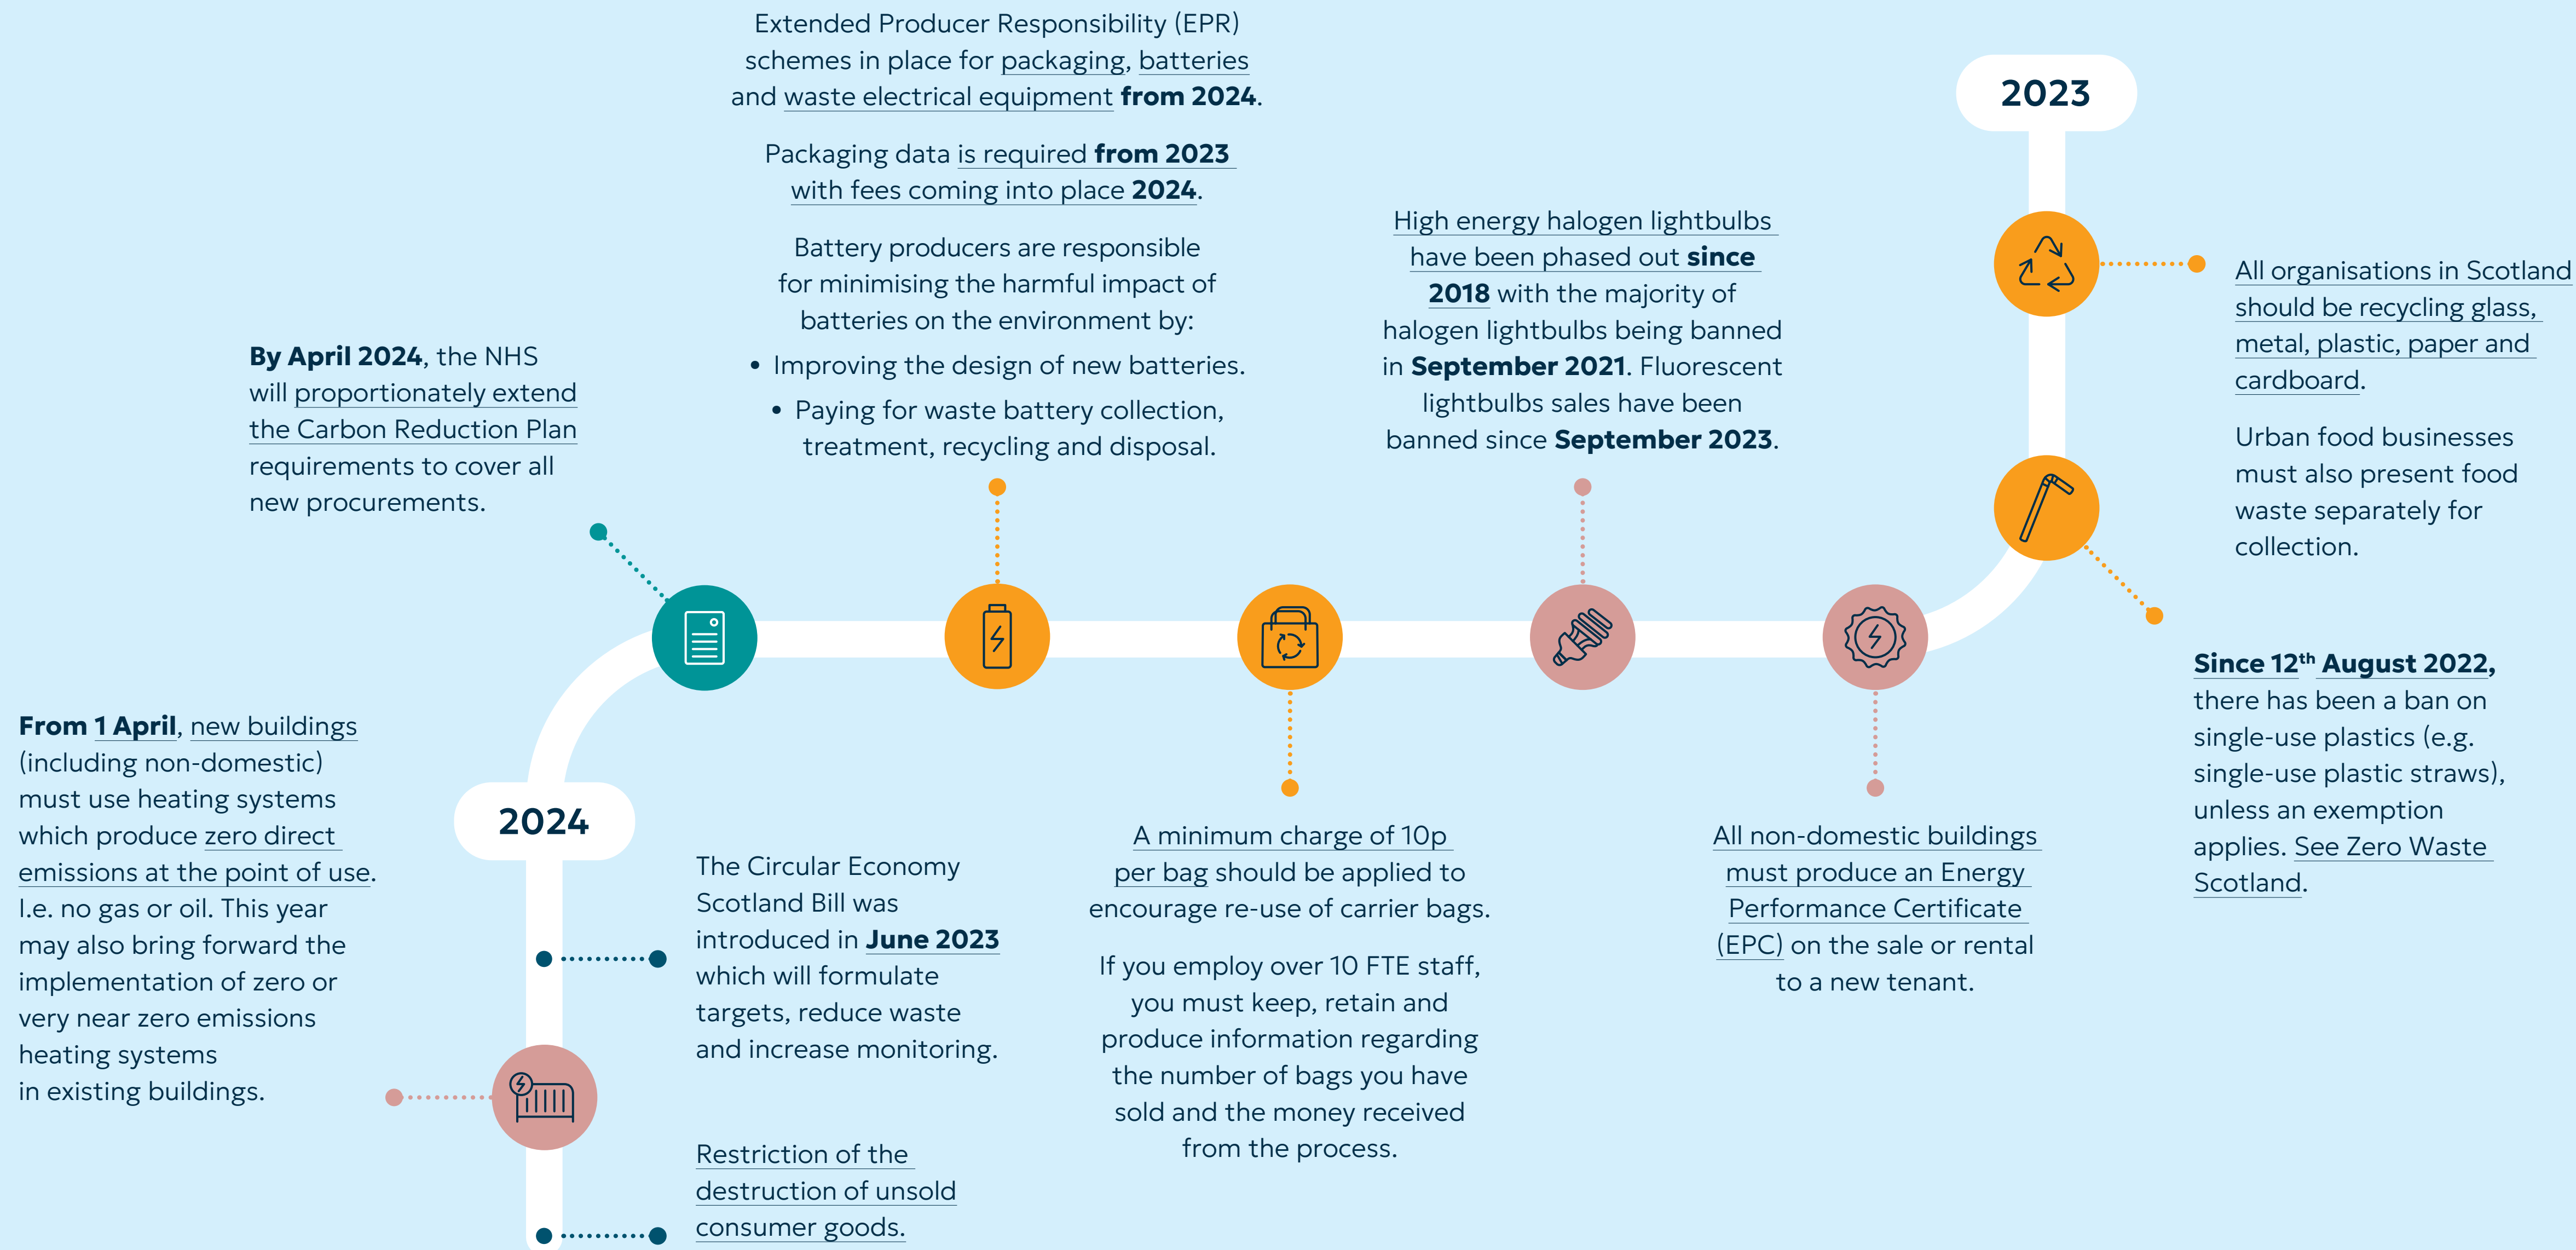 2023
All organisations in Scotland
should be recycling glass,
metal, plastic, paper and
cardboard.
Urban food businesses
must also present food
waste separately for
collection.
Since 12th August 2022,
there has been a ban on
single-use plastics (e.g.
single-use plastic straws),
unless an exemption
applies. See Zero Waste
Scotland.
All non-domestic buildings
must produce an Energy
Performance Certificate
(EPC) on the sale or rental
to a new tenant.
High energy halogen lightbulbs
have been phased out since
2018 with the majority of
halogen lightbulbs being banned
in September 2021. Fluorescent
lightbulbs sales have been
banned since September 2023.
A minimum charge of 10p
per bag should be applied to
encourage re-use of carrier bags.
If you employ over 10 FTE staff,
you must keep, retain and
produce information regarding
the number of bags you have
sold and the money received
from the process.
Extended Producer Responsibility (EPR)
schemes in place for packaging, batteries
and waste electrical equipment from 2024.
Packaging data is required from 2023
with fees coming into place 2024.
Battery producers are responsible
for minimising the harmful impact of
batteries on the environment by:
• Improving the design of new batteries.
• Paying for waste battery collection,
treatment, recycling and disposal.
By April 2024, the NHS
will proportionately extend
the Carbon Reduction Plan
requirements to cover all
new procurements.
2024
The Circular Economy
Scotland Bill was
introduced in June 2023
which will formulate
targets, reduce waste
and increase monitoring.
From 1 April, new buildings
(including non-domestic)
must use heating systems
which produce zero direct
emissions at the point of use.
I.e. no gas or oil. This year
may also bring forward the
implementation of zero or
very near zero emissions
heating systems
in existing buildings.
Restriction of the
destruction of unsold
consumer goods.